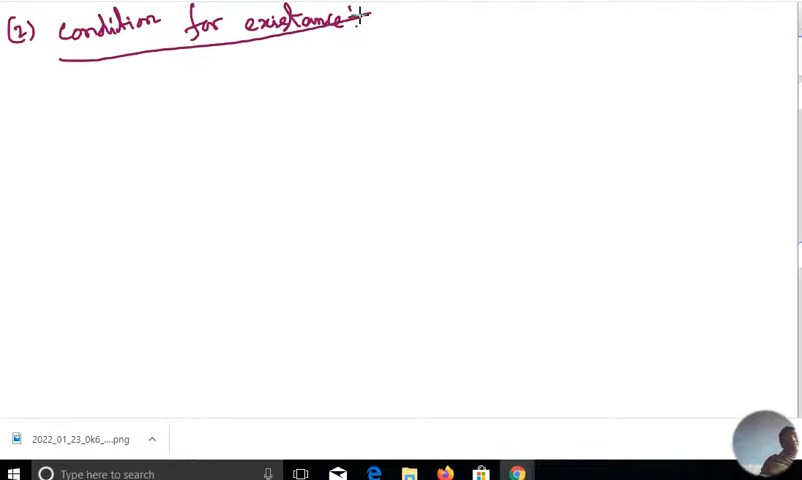 (2) condition for existance:-
2022_01_23_0k6_....png
Type here to search